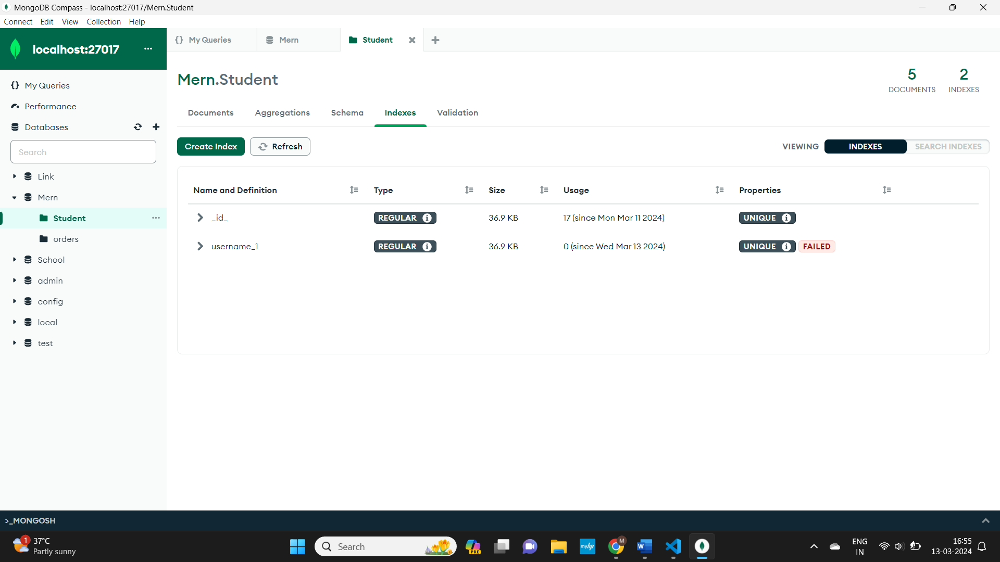 MongoDB Compass - localhost:27017/Mern.Student
Connect Edit View Collection Help
localhost:27017
My Queries
Mern
Student
My Queries
Performance
Databases
Search
Link
Mern
Student
orders
School
admin
config
local
test
Mern.Student
5
DOCUMENTS
2
INDEXES
Documents Aggregations Schema Indexes Validation
Create Index Refresh
VIEWING INDEXES SEARCH INDEXES
Name and Definition Type Size Usage Properties
_id_ REGULAR 36.9 KB 17 (since Mon Mar 11 2024) UNIQUE
username_1 REGULAR 36.9 KB 0 (since Wed Mar 13 2024) UNIQUE FAILED
>_MONGOSH
1
37°C
Partly sunny
Search
PRE
myhp
M
W
ENG
IN
16:55
13-03-2024